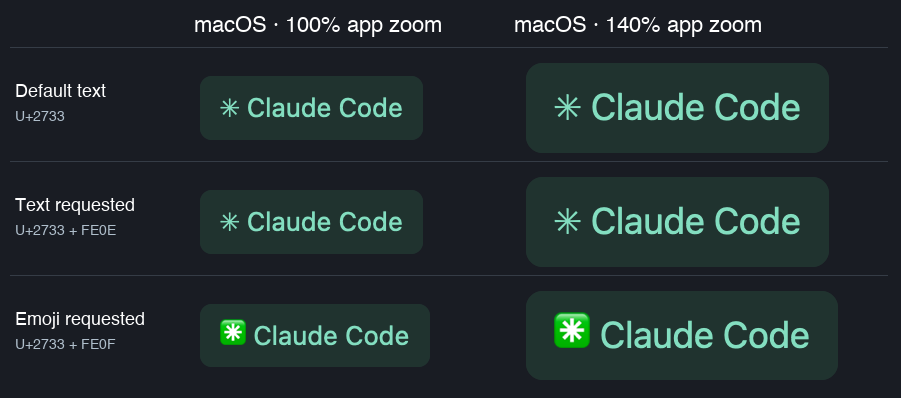 macOS · 100% app zoom macOS · 140% app zoom
Default text
U+2733
✳ Claude Code ✳ Claude Code
Text requested
U+2733 + FE0E
✳ Claude Code ✳ Claude Code
Emoji requested
U+2733 + FE0F
✳️ Claude Code ✳️ Claude Code